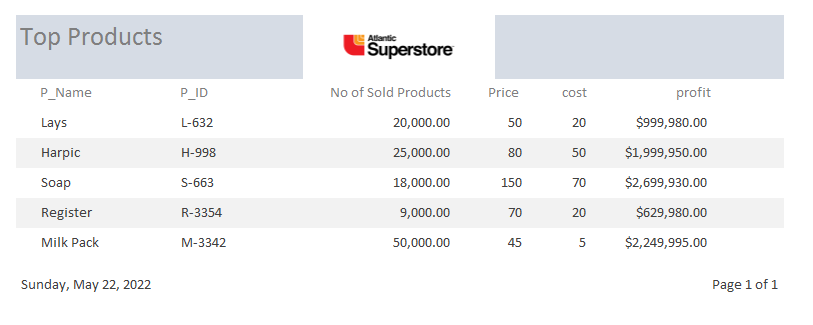 Top Products
Atlantic
Superstore
P_Name P_ID No of Sold Products Price cost profit
Lays L-632 20,000.00 50 20 $999,980.00
Harpic H-998 25,000.00 80 50 $1,999,950.00
Soap S-663 18,000.00 150 70 $2,699,930.00
Register R-3354 9,000.00 70 20 $629,980.00
Milk Pack M-3342 50,000.00 45 5 $2,249,995.00
Sunday, May 22, 2022 Page 1 of 1